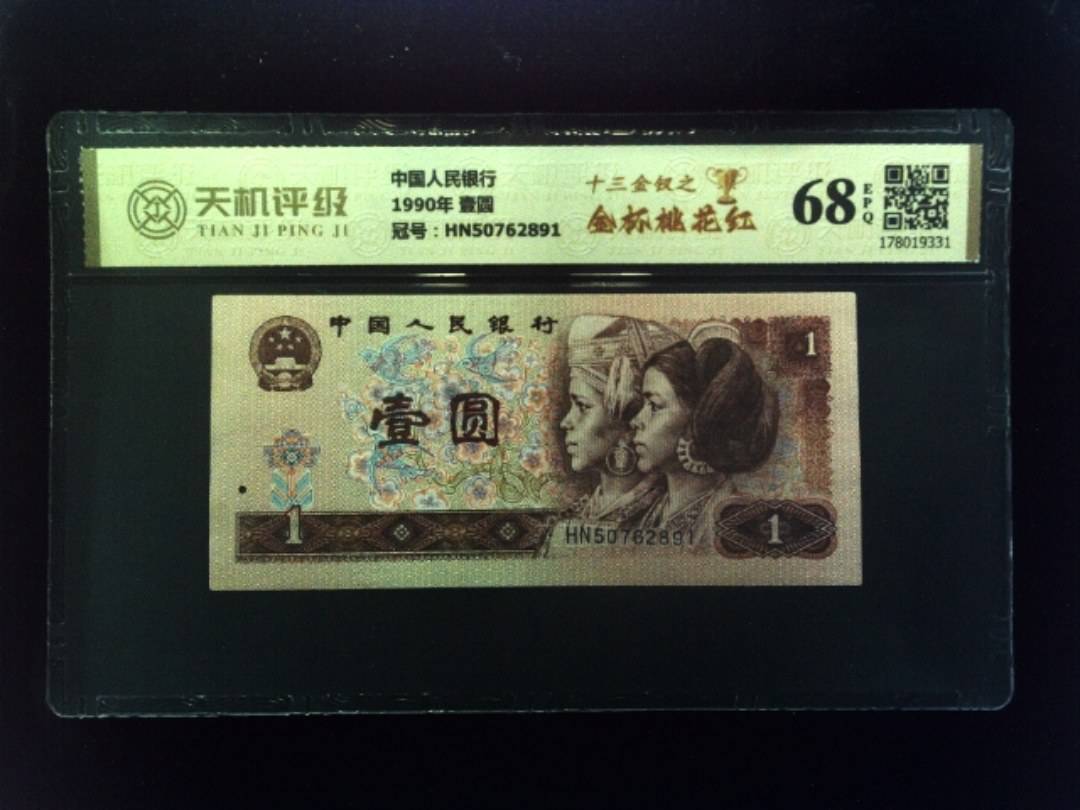 天机评级
TIAN JI PING JI
中国人民银行
1990年 壹圆
冠号：HN50762891
十三金钗之
金杯桃花红
68
EPQ
178019331
中国人民银行
1
壹圆
1
HN50762891
1